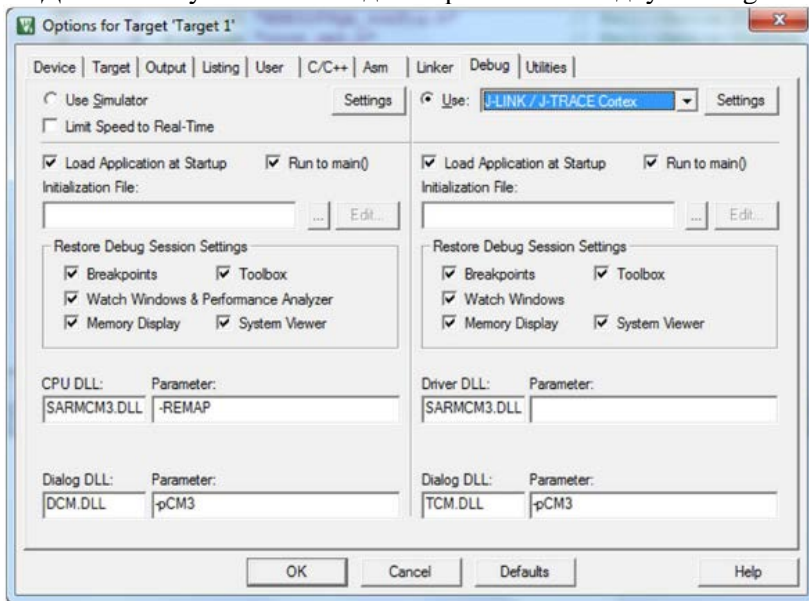 Options for Target 'Target 1'
Device | Target | Output | Listing | User | C/C++ | Asm | Linker | Debug | Utilities |
Use Simulator
Settings
Limit Speed to Real-Time
Use: J-LINK / J-TRACE Cortex
Settings
Load Application at Startup
Run to main()
Initialization File:
...
Edit...
Restore Debug Session Settings
Breakpoints
Toolbox
Watch Windows & Performance Analyzer
Memory Display
System Viewer
CPU DLL:
Parameter:
SARMCM3.DLL
-REMAP
Dialog DLL:
Parameter:
DCM.DLL
-pCM3
Load Application at Startup
Run to main()
Initialization File:
...
Edit...
Restore Debug Session Settings
Breakpoints
Toolbox
Watch Windows
Memory Display
System Viewer
Driver DLL:
Parameter:
SARMCM3.DLL
Dialog DLL:
Parameter:
TCM.DLL
-pCM3
OK
Cancel
Defaults
Help